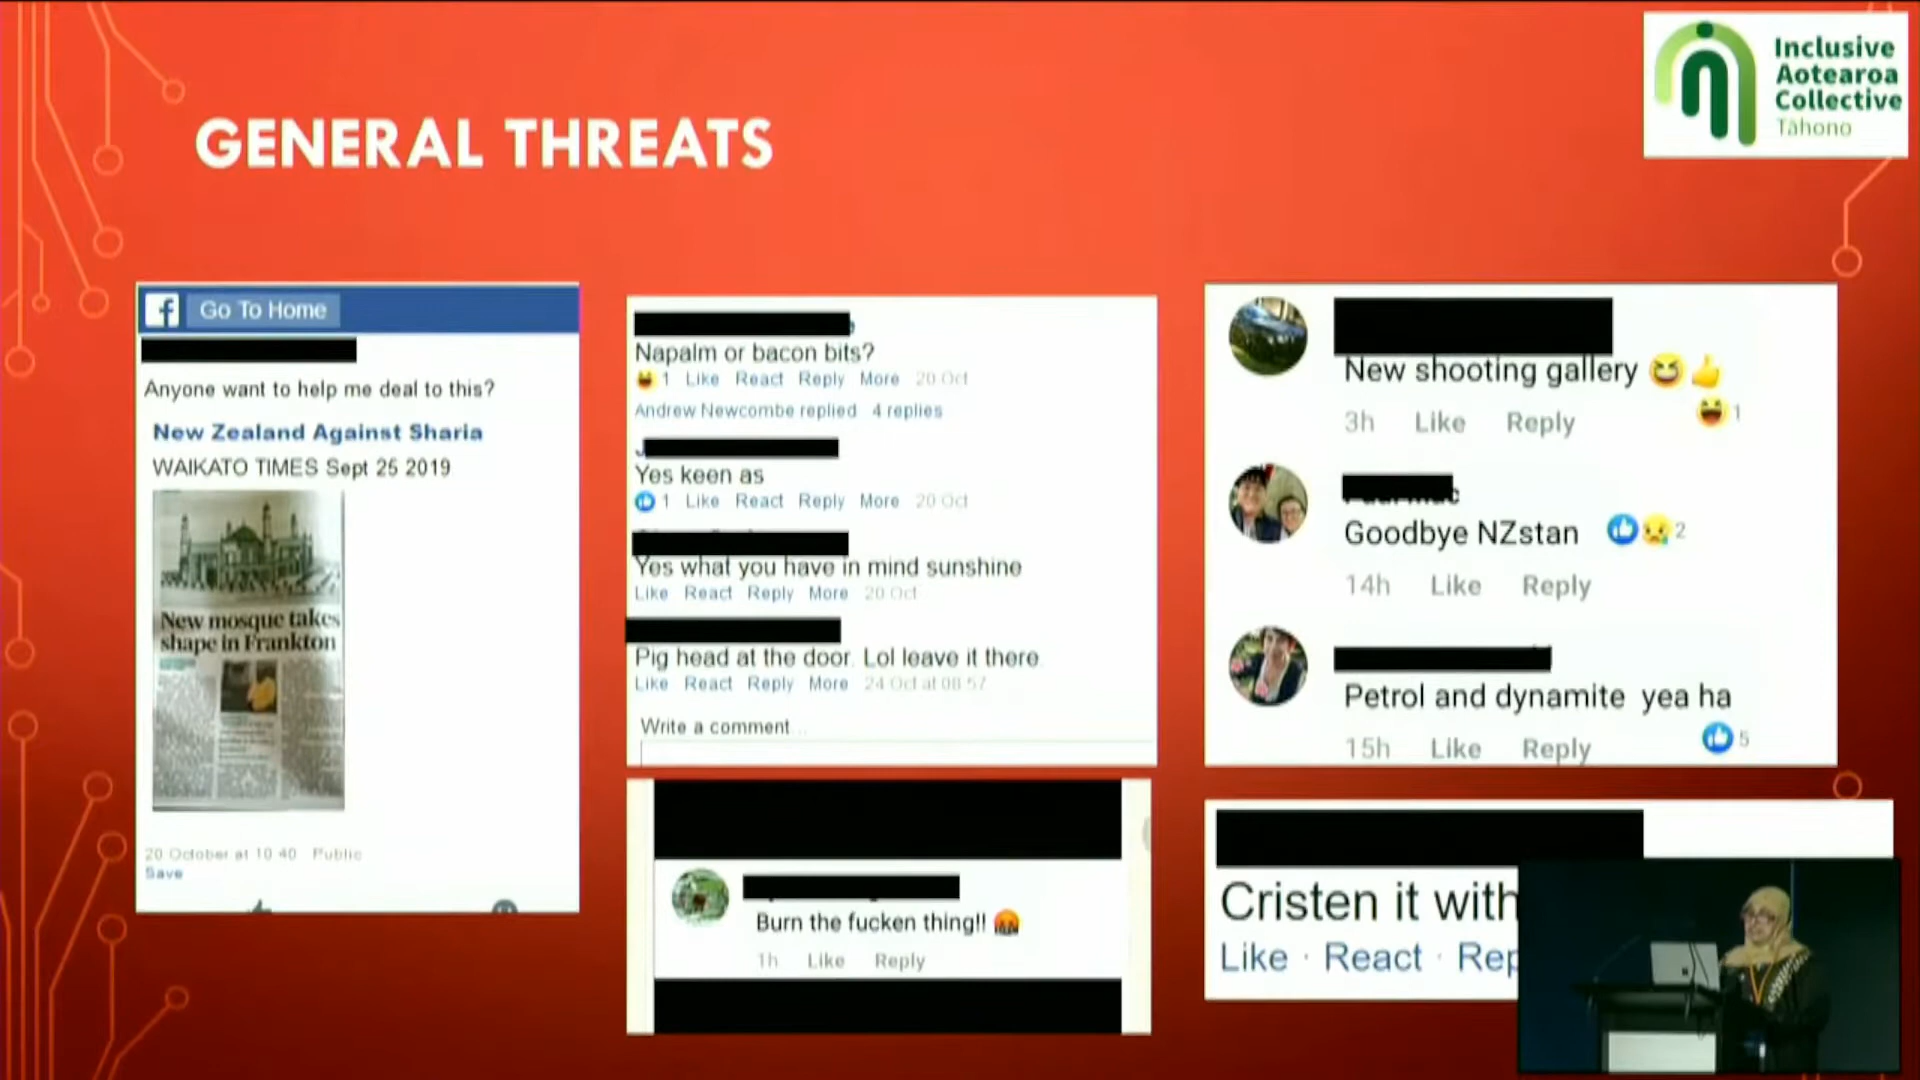 GENERAL THREATS
Inclusive
Aotearoa
Collective
Tāhono
Go To Home
Anyone want to help me deal to this?
New Zealand Against Sharia
WAIKATO TIMES Sept 25 2019
New mosque takes
shape in Frankton
20 October at 10:40 Public
Save
Napalm or bacon bits?
1 Like React Reply More 20 Oct
Andrew Newcombe replied 4 replies
Yes keen as
1 Like React Reply More 20 Oct
Yes what you have in mind sunshine
Like React Reply More 20 Oct
Pig head at the door. Lol leave it there.
Like React Reply More 24 Oct at 08:57
Write a comment...
Burn the fucken thing!!
1h Like Reply
New shooting gallery
1
3h Like Reply
Goodbye NZstan 2
14h Like Reply
Petrol and dynamite yea ha
5
15h Like Reply
Cristen it with
Like · React · Rep